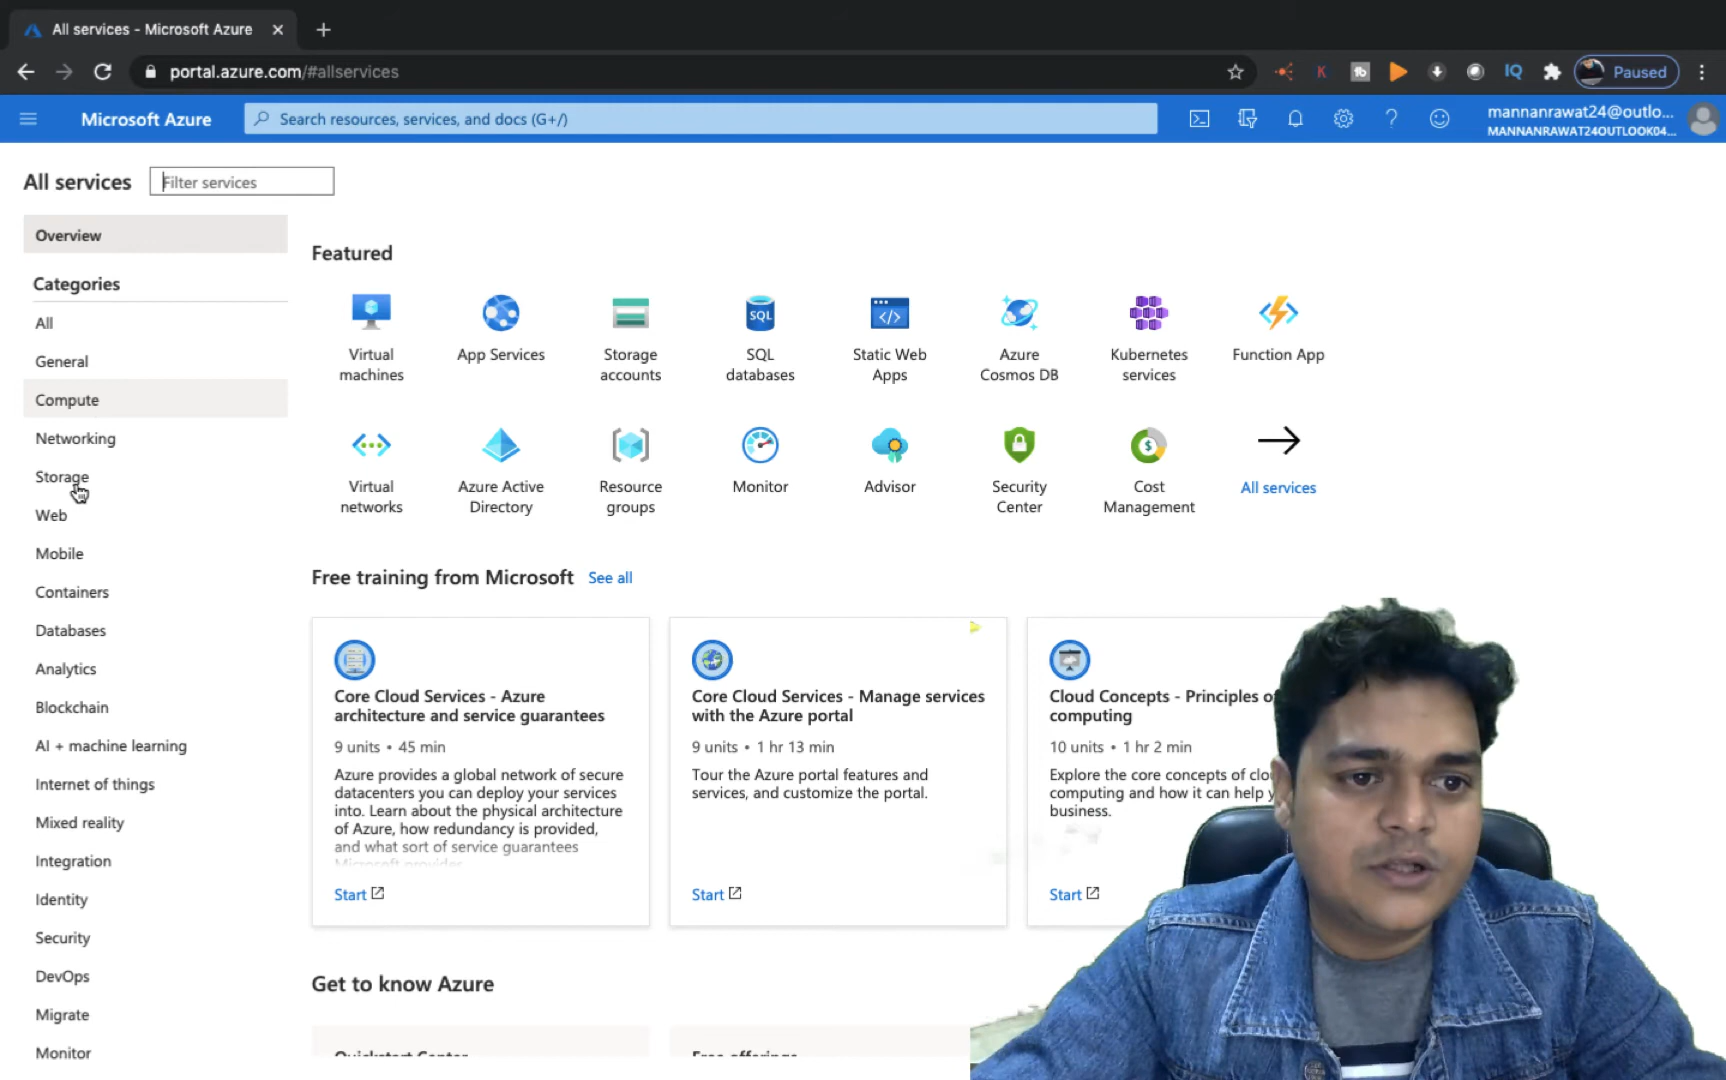 All services - Microsoft Azure
portal.azure.com/#allservices
Paused
Microsoft Azure
Search resources, services, and docs (G+/)
mannanrawat24@outlo...
MANNANRAWAT24OUTLOOK04...
All services
Filter services
Overview
Categories
All
General
Compute
Networking
Storage
Web
Mobile
Containers
Databases
Analytics
Blockchain
AI + machine learning
Internet of things
Mixed reality
Integration
Identity
Security
DevOps
Migrate
Monitor
Featured
Virtual
machines
App Services
Storage
accounts
SQL
SQL
databases
Static Web
Apps
Azure
Cosmos DB
Kubernetes
services
Function App
Virtual
networks
Azure Active
Directory
Resource
groups
Monitor
Advisor
Security
Center
Cost
Management
All services
Free training from Microsoft See all
Core Cloud Services - Azure
architecture and service guarantees
9 units • 45 min
Azure provides a global network of secure
datacenters you can deploy your services
into. Learn about the physical architecture
of Azure, how redundancy is provided,
and what sort of service guarantees
Microsoft provides
Start
Core Cloud Services - Manage services
with the Azure portal
9 units • 1 hr 13 min
Tour the Azure portal features and
services, and customize the portal.
Start
Cloud Concepts - Principles of
computing
10 units • 1 hr 2 min
Explore the core concepts of
computing and how it can help
business.
Start
Get to know Azure
Quickstart Center
Free offerings